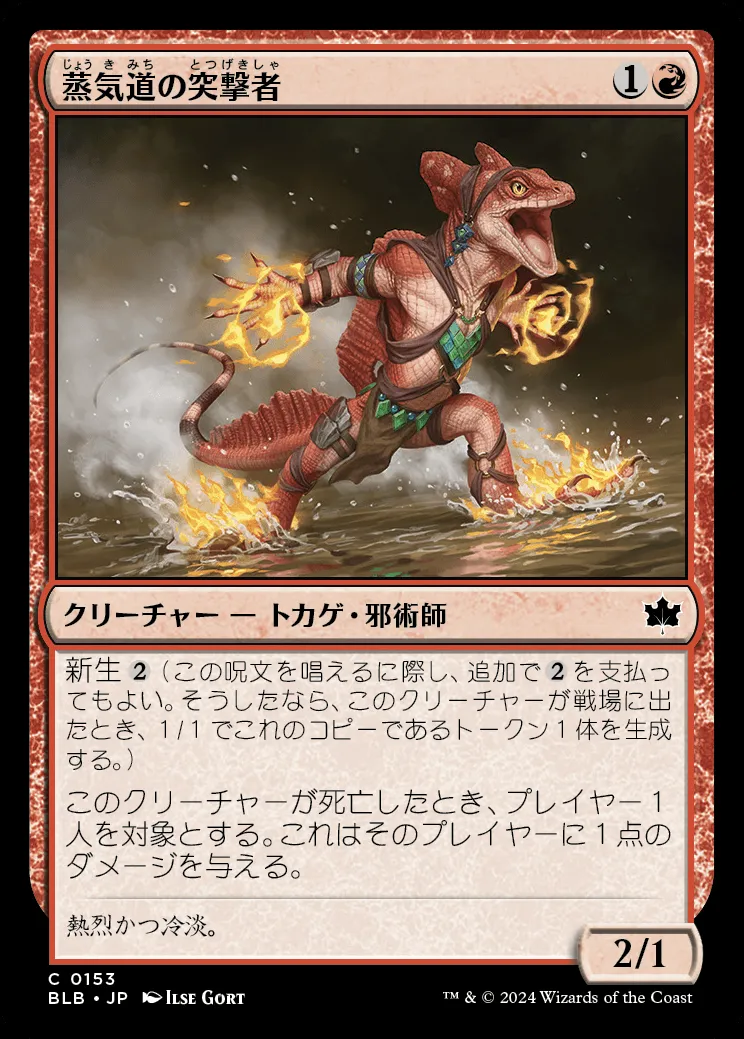 じょうきみち とつげきしゃ
蒸気道の突撃者 1
クリーチャー — トカゲ・邪術師
新生 2 （この呪文を唱えるに際し、追加で 2 を支払っ
てもよい。そうしたなら、このクリーチャーが戦場に出
たとき、1/1でこれのコピーであるトークン1体を生成
する。）
このクリーチャーが死亡したとき、プレイヤー1
人を対象とする。これはそのプレイヤーに1点の
ダメージを与える。
熱烈かつ冷淡。
2/1
C 0153
BLB • JP ILSE GORT
™ & © 2024 Wizards of the Coast